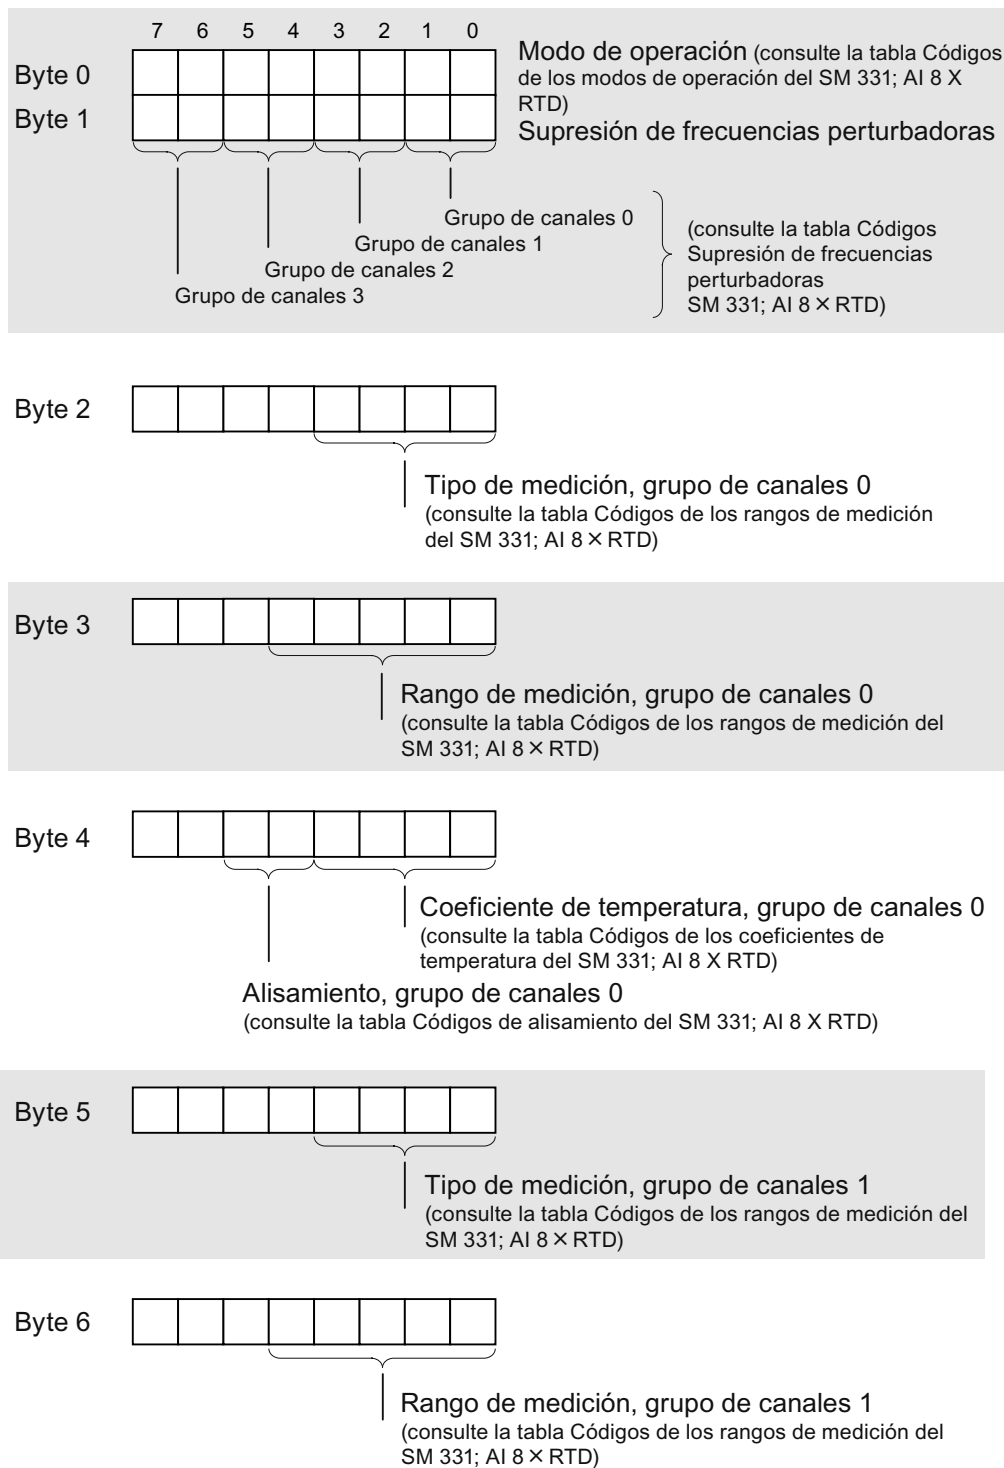 7 6 5 4 3 2 1 0
Byte 0
Modo de operación (consulte la tabla Códigos
de los modos de operación del SM 331; AI 8 X
RTD)
Byte 1
Supresión de frecuencias perturbadoras
Grupo de canales 0
Grupo de canales 1
Grupo de canales 2
Grupo de canales 3
(consulte la tabla Códigos
Supresión de frecuencias
perturbadoras
SM 331; AI 8 × RTD)
Byte 2
Tipo de medición, grupo de canales 0
(consulte la tabla Códigos de los rangos de medición
del SM 331; AI 8 × RTD)
Byte 3
Rango de medición, grupo de canales 0
(consulte la tabla Códigos de los rangos de medición del
SM 331; AI 8 × RTD)
Byte 4
Coeficiente de temperatura, grupo de canales 0
(consulte la tabla Códigos de los coeficientes de
temperatura del SM 331; AI 8 X RTD)
Alisamiento, grupo de canales 0
(consulte la tabla Códigos de alisamiento del SM 331; AI 8 X RTD)
Byte 5
Tipo de medición, grupo de canales 1
(consulte la tabla Códigos de los rangos de medición del
SM 331; AI 8 × RTD)
Byte 6
Rango de medición, grupo de canales 1
(consulte la tabla Códigos de los rangos de medición del
SM 331; AI 8 × RTD)